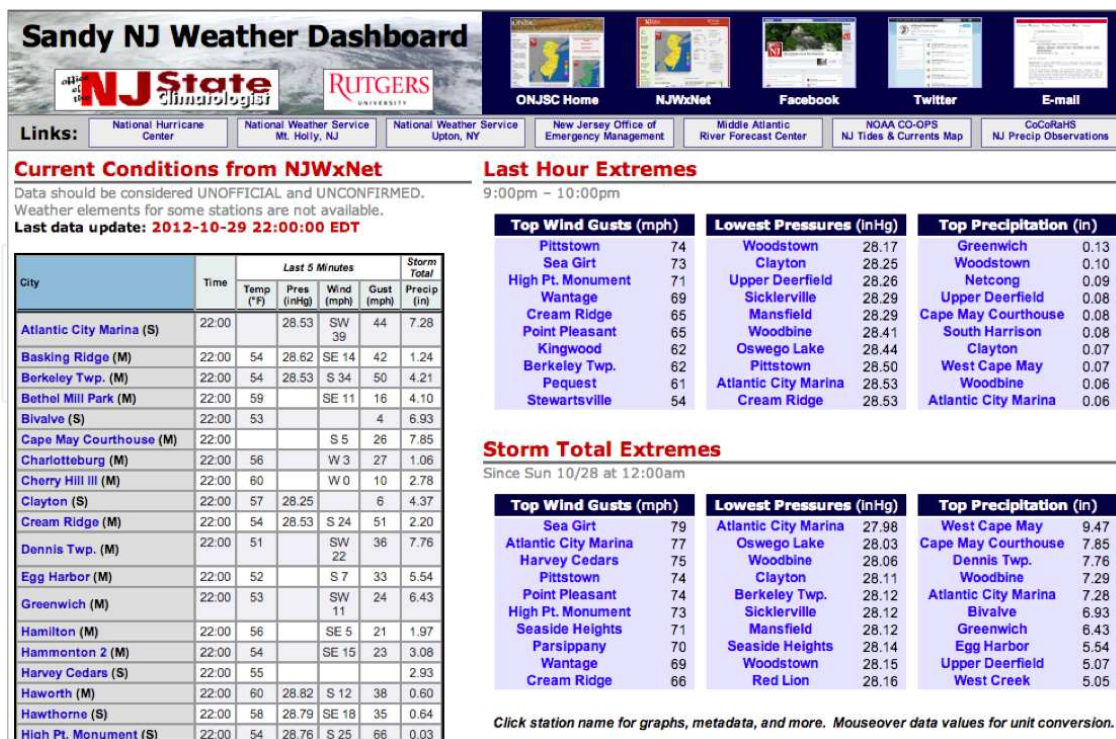 Sandy NJ Weather Dashboard
office of the NJ State Climatologist
RUTGERS
UNIVERSITY
ONJSC Home NJWxNet Facebook Twitter E-mail
Links:
National Hurricane Center
National Weather Service Mt. Holly, NJ
National Weather Service Upton, NY
New Jersey Office of Emergency Management
Middle Atlantic River Forecast Center
NOAA CO-OPS NJ Tides & Currents Map
CoCoRaHS NJ Precip Observations
Current Conditions from NJWxNet
Data should be considered UNOFFICIAL and UNCONFIRMED.
Weather elements for some stations are not available.
Last data update: 2012-10-29 22:00:00 EDT
City Time Last 5 Minutes Storm Total
Temp (°F) Pres (inHg) Wind (mph) Gust (mph) Precip (in)
Atlantic City Marina (S) 22:00 28.53 SW 39 44 7.28
Basking Ridge (M) 22:00 54 28.62 SE 14 42 1.24
Berkeley Twp. (M) 22:00 54 28.53 S 34 50 4.21
Bethel Mill Park (M) 22:00 59 SE 11 16 4.10
Bivalve (S) 22:00 53 4 6.93
Cape May Courthouse (M) 22:00 S 5 26 7.85
Charlotteburg (M) 22:00 56 W 3 27 1.06
Cherry Hill III (M) 22:00 60 W 0 10 2.78
Clayton (S) 22:00 57 28.25 6 4.37
Cream Ridge (M) 22:00 54 28.53 S 24 51 2.20
Dennis Twp. (M) 22:00 51 SW 22 36 7.76
Egg Harbor (M) 22:00 52 S 7 33 5.54
Greenwich (M) 22:00 53 SW 11 24 6.43
Hamilton (M) 22:00 56 SE 5 21 1.97
Hammonton 2 (M) 22:00 54 SE 15 23 3.08
Harvey Cedars (S) 22:00 55 2.93
Haworth (M) 22:00 60 28.82 S 12 38 0.60
Hawthorne (S) 22:00 58 28.79 SE 18 35 0.64
High Pt. Monument (S) 22:00 54 28.76 S 25 66 0.03
Last Hour Extremes
9:00pm – 10:00pm
Top Wind Gusts (mph) Lowest Pressures (inHg) Top Precipitation (in)
Pittstown 74 Woodstown 28.17 Greenwich 0.13
Sea Girt 73 Clayton 28.25 Woodstown 0.10
High Pt. Monument 71 Upper Deerfield 28.26 Netcong 0.09
Wantage 69 Sicklerville 28.29 Upper Deerfield 0.08
Cream Ridge 65 Mansfield 28.29 Cape May Courthouse 0.08
Point Pleasant 65 Woodbine 28.41 South Harrison 0.08
Kingwood 62 Oswego Lake 28.44 Clayton 0.07
Berkeley Twp. 62 Pittstown 28.50 West Cape May 0.07
Pequest 61 Atlantic City Marina 28.53 Woodbine 0.06
Stewartsville 54 Cream Ridge 28.53 Atlantic City Marina 0.06
Storm Total Extremes
Since Sun 10/28 at 12:00am
Top Wind Gusts (mph) Lowest Pressures (inHg) Top Precipitation (in)
Sea Girt 79 Atlantic City Marina 27.98 West Cape May 9.47
Atlantic City Marina 77 Oswego Lake 28.03 Cape May Courthouse 7.85
Harvey Cedars 75 Woodbine 28.06 Dennis Twp. 7.76
Pittstown 74 Clayton 28.11 Woodbine 7.29
Point Pleasant 74 Berkeley Twp. 28.12 Atlantic City Marina 7.28
High Pt. Monument 73 Sicklerville 28.12 Bivalve 6.93
Seaside Heights 71 Mansfield 28.12 Greenwich 6.43
Parsippany 70 Seaside Heights 28.14 Egg Harbor 5.54
Wantage 69 Woodstown 28.15 Upper Deerfield 5.07
Cream Ridge 66 Red Lion 28.16 West Creek 5.05
Click station name for graphs, metadata, and more. Mouseover data values for unit conversion.